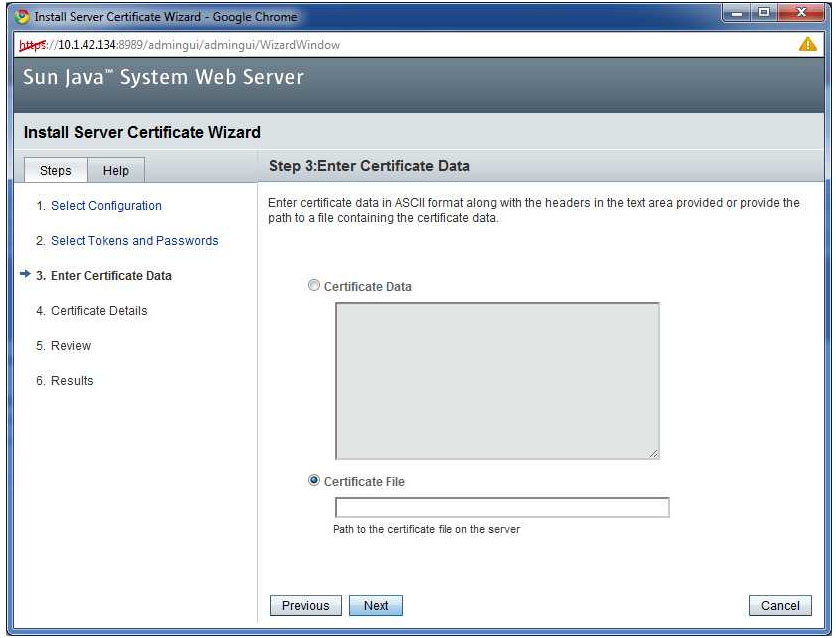 Install Server Certificate Wizard - Google Chrome
https://10.1.42.134:8989/admingui/admingui/WizardWindow
Sun Java™ System Web Server
Install Server Certificate Wizard
Steps
Help
1. Select Configuration
2. Select Tokens and Passwords
3. Enter Certificate Data
4. Certificate Details
5. Review
6. Results
Step 3:Enter Certificate Data
Enter certificate data in ASCII format along with the headers in the text area provided or provide the
path to a file containing the certificate data.
Certificate Data
Certificate File
Path to the certificate file on the server
Previous
Next
Cancel